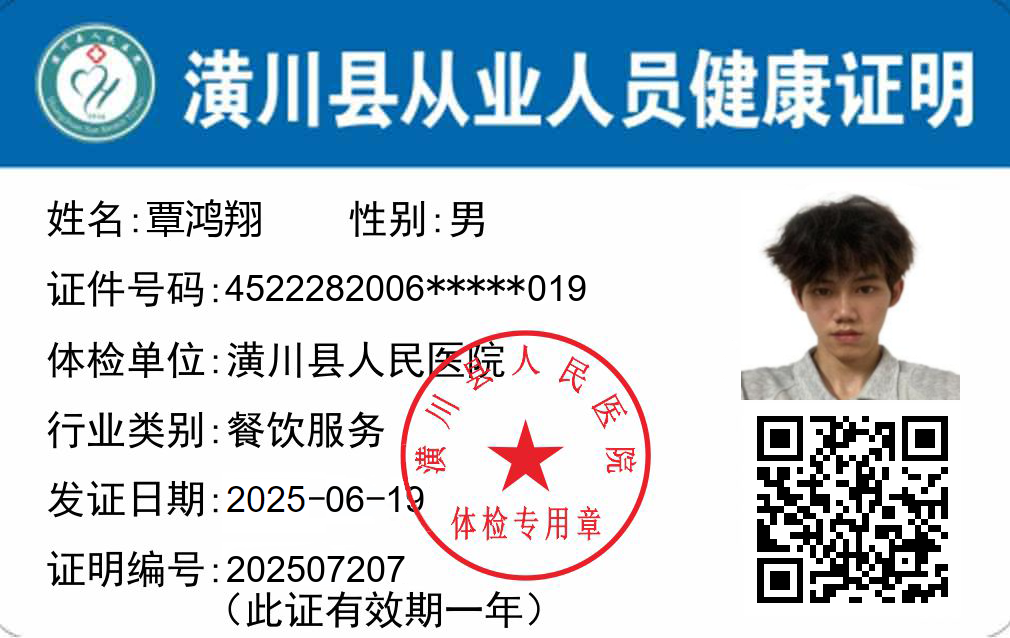 潢川县从业人员健康证明
姓名:覃鸿翔 性别:男
证件号码:4522282006*****019
体检单位:潢川县人民医院
行业类别:餐饮服务
发证日期:2025-06-19
证明编号:202507207
（此证有效期一年）
潢川县人民医院
体检专用章